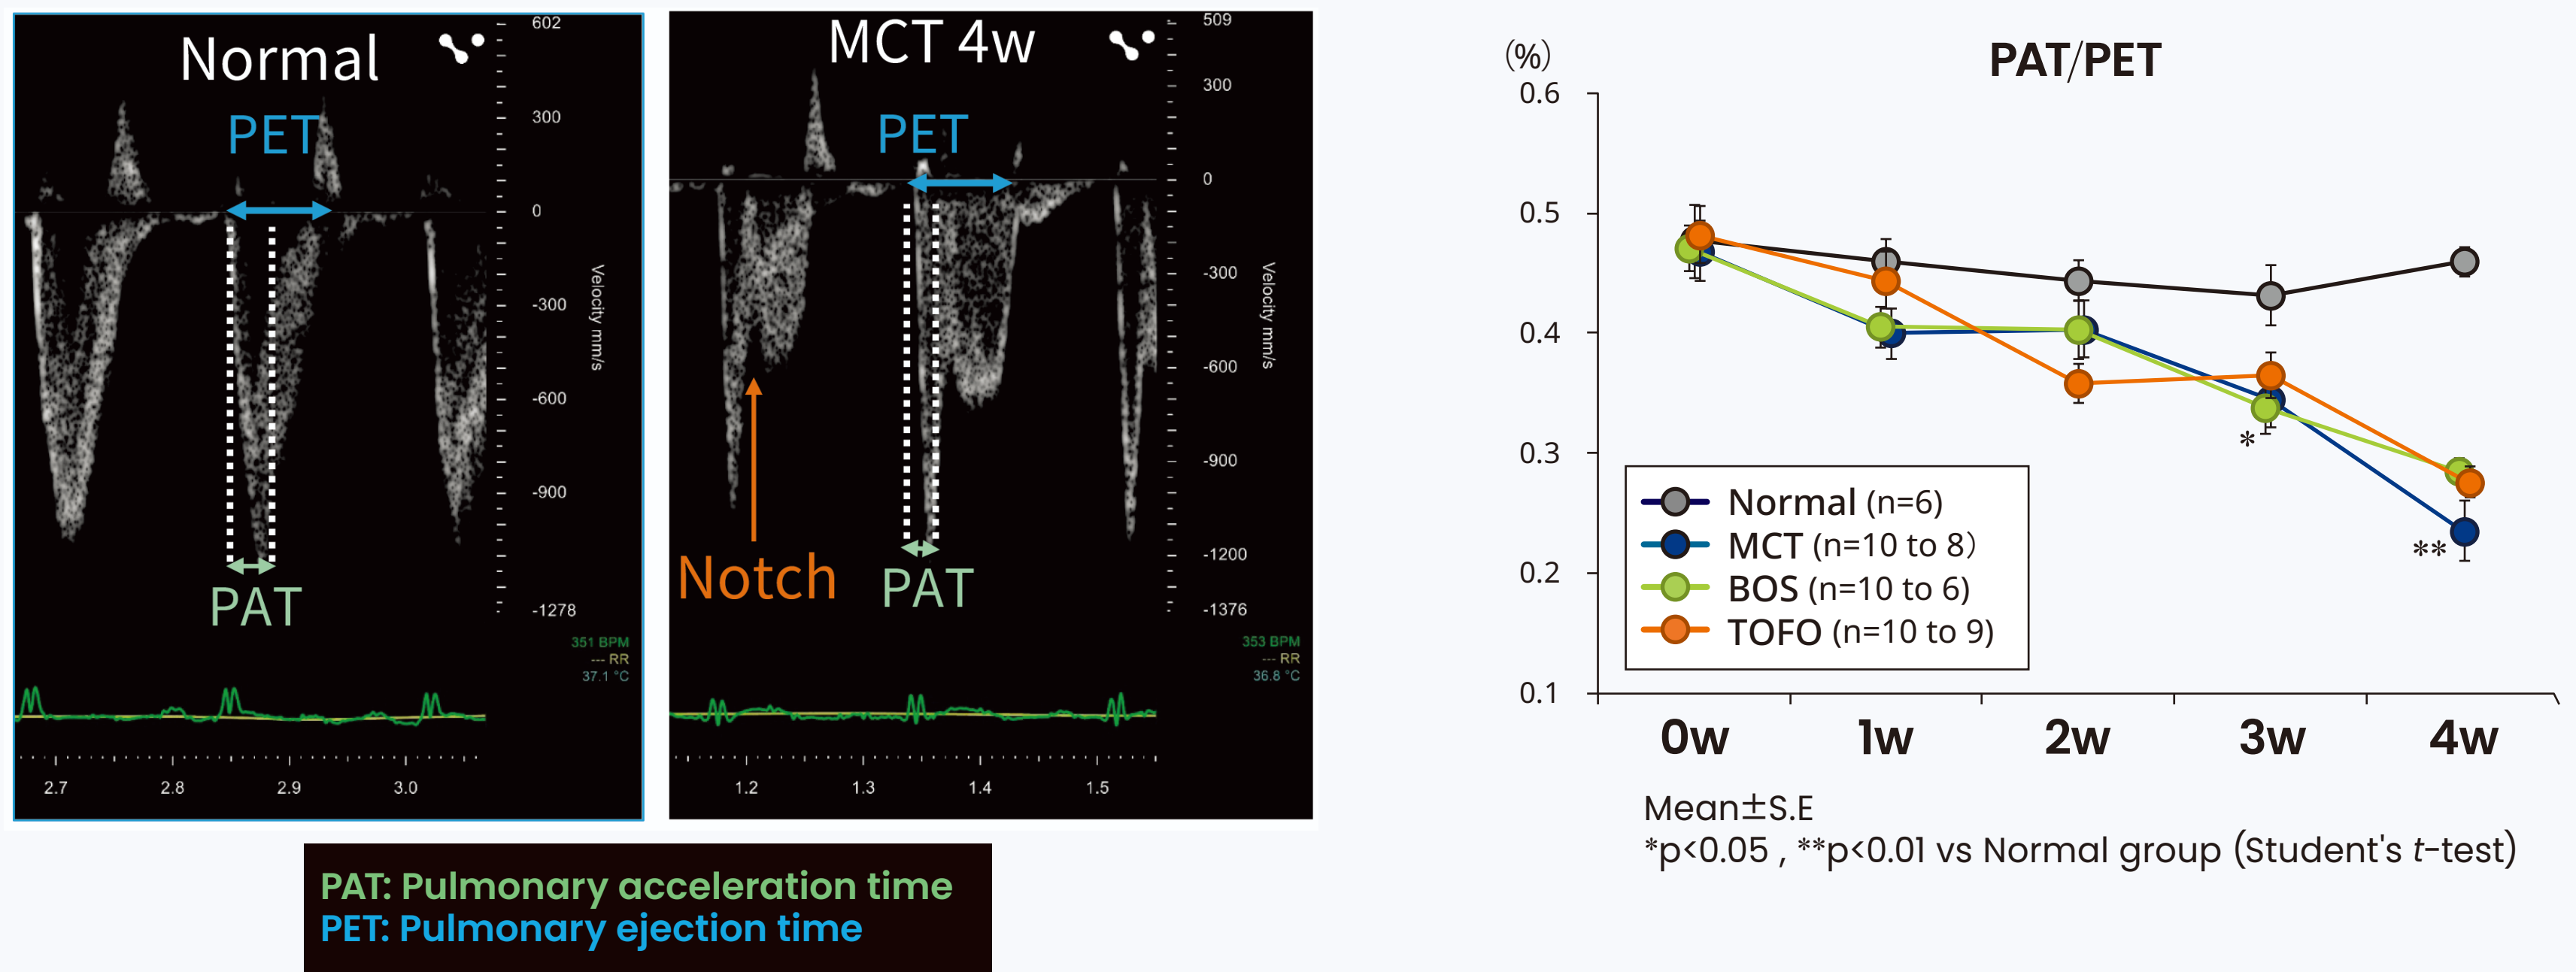 Normal
PET
PAT
602
300
0
-300
-600
-900
-1278
Velocity mm/s
351 BPM
--- RR
37.1 °C
2.7 2.8 2.9 3.0
MCT 4w
PET
Notch
PAT
509
300
0
-300
-600
-900
-1200
-1376
Velocity mm/s
353 BPM
--- RR
36.8 °C
1.2 1.3 1.4 1.5
PAT: Pulmonary acceleration time
PET: Pulmonary ejection time
PAT/PET
(%)
0.6
0.5
0.4
0.3
0.2
0.1
*
**
Normal (n=6)
MCT (n=10 to 8)
BOS (n=10 to 6)
TOFO (n=10 to 9)
0w 1w 2w 3w 4w
Mean±S.E
*p<0.05 , **p<0.01 vs Normal group (Student's t-test)